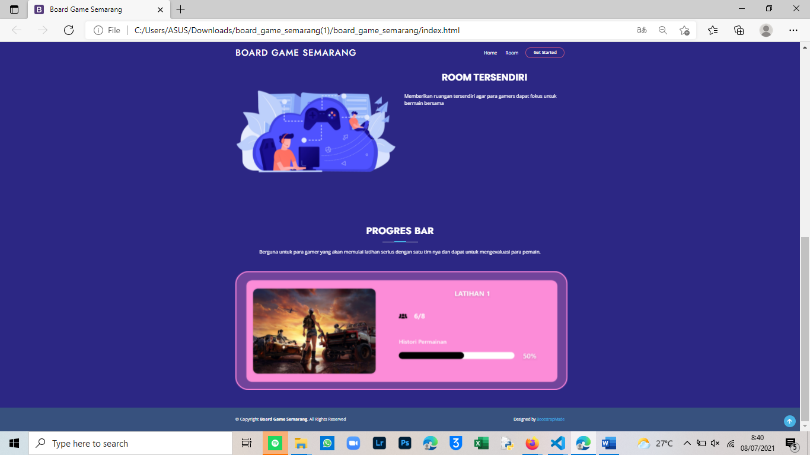 Board Game Semarang
File
C:/Users/ASUS/Downloads/board_game_semarang(1)/board_game_semarang/index.html
BOARD GAME SEMARANG
Home Room Get Started
ROOM TERSENDIRI
Memberikan ruangan tersendiri agar para gamers dapat fokus untuk
bermain bersama
PROGRES BAR
Berguna untuk para gamer yang akan memulai latihan serius dengan satu tim nya dan dapat untuk mengevaluasi para pemain.
LATIHAN 1
6/8
Histori Permainan
50%
© Copyright Board Game Semarang. All Rights Reserved
Designed by BootstrapMade
Type here to search
27°C
8:40
08/07/2021